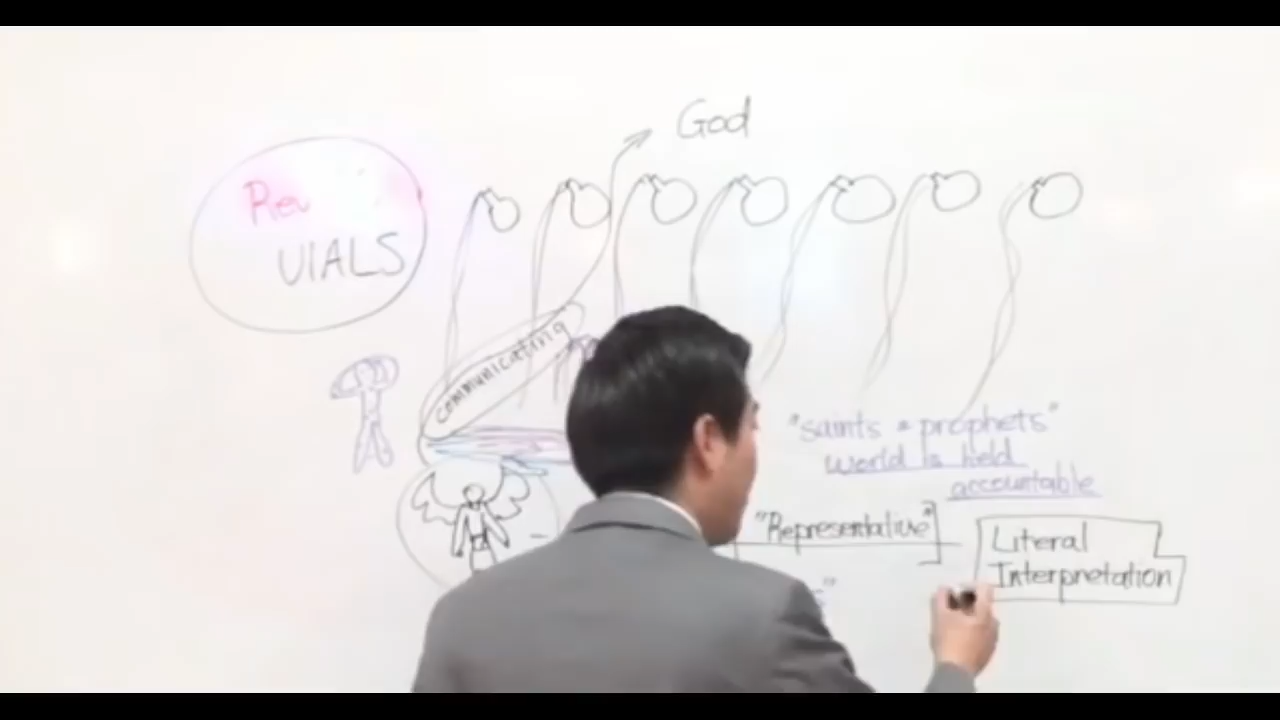 God
Rev
VIALS
communicating
"saints + prophets"
world is held
accountable
"Representative"
Literal
Interpretation